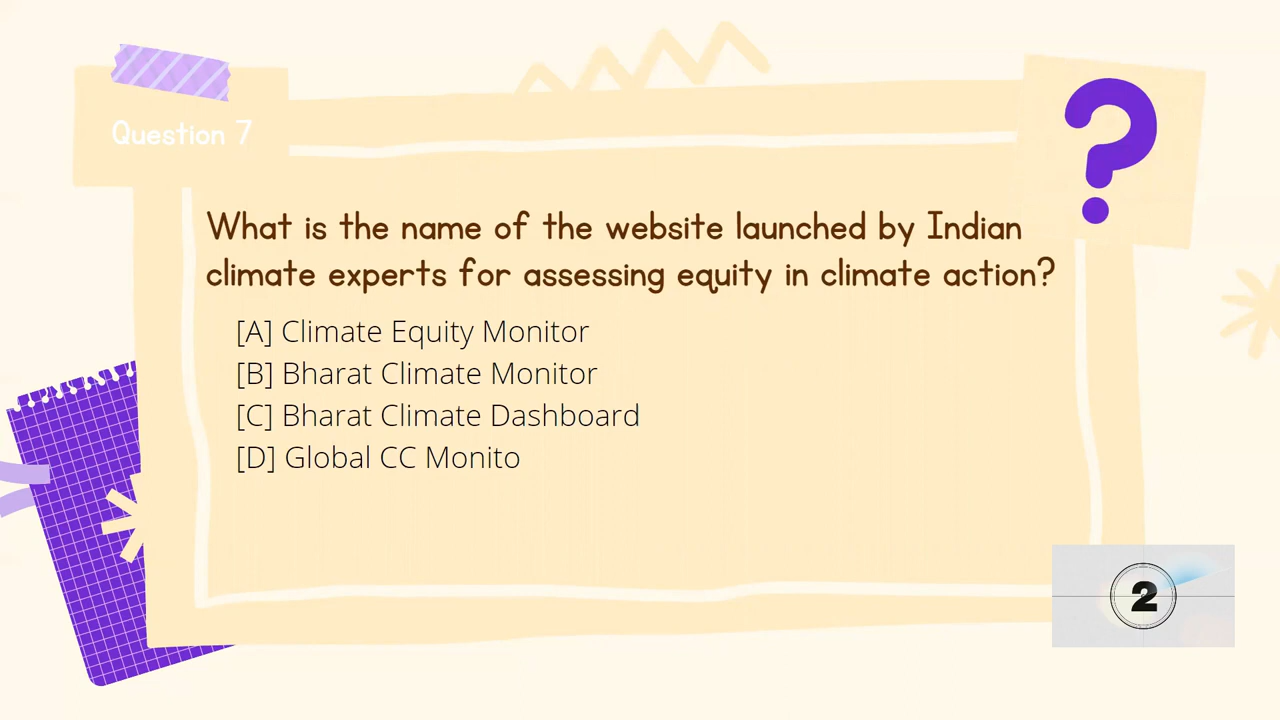 Question 7
?
What is the name of the website launched by Indian
climate experts for assessing equity in climate action?
[A] Climate Equity Monitor
[B] Bharat Climate Monitor
[C] Bharat Climate Dashboard
[D] Global CC Monito
2